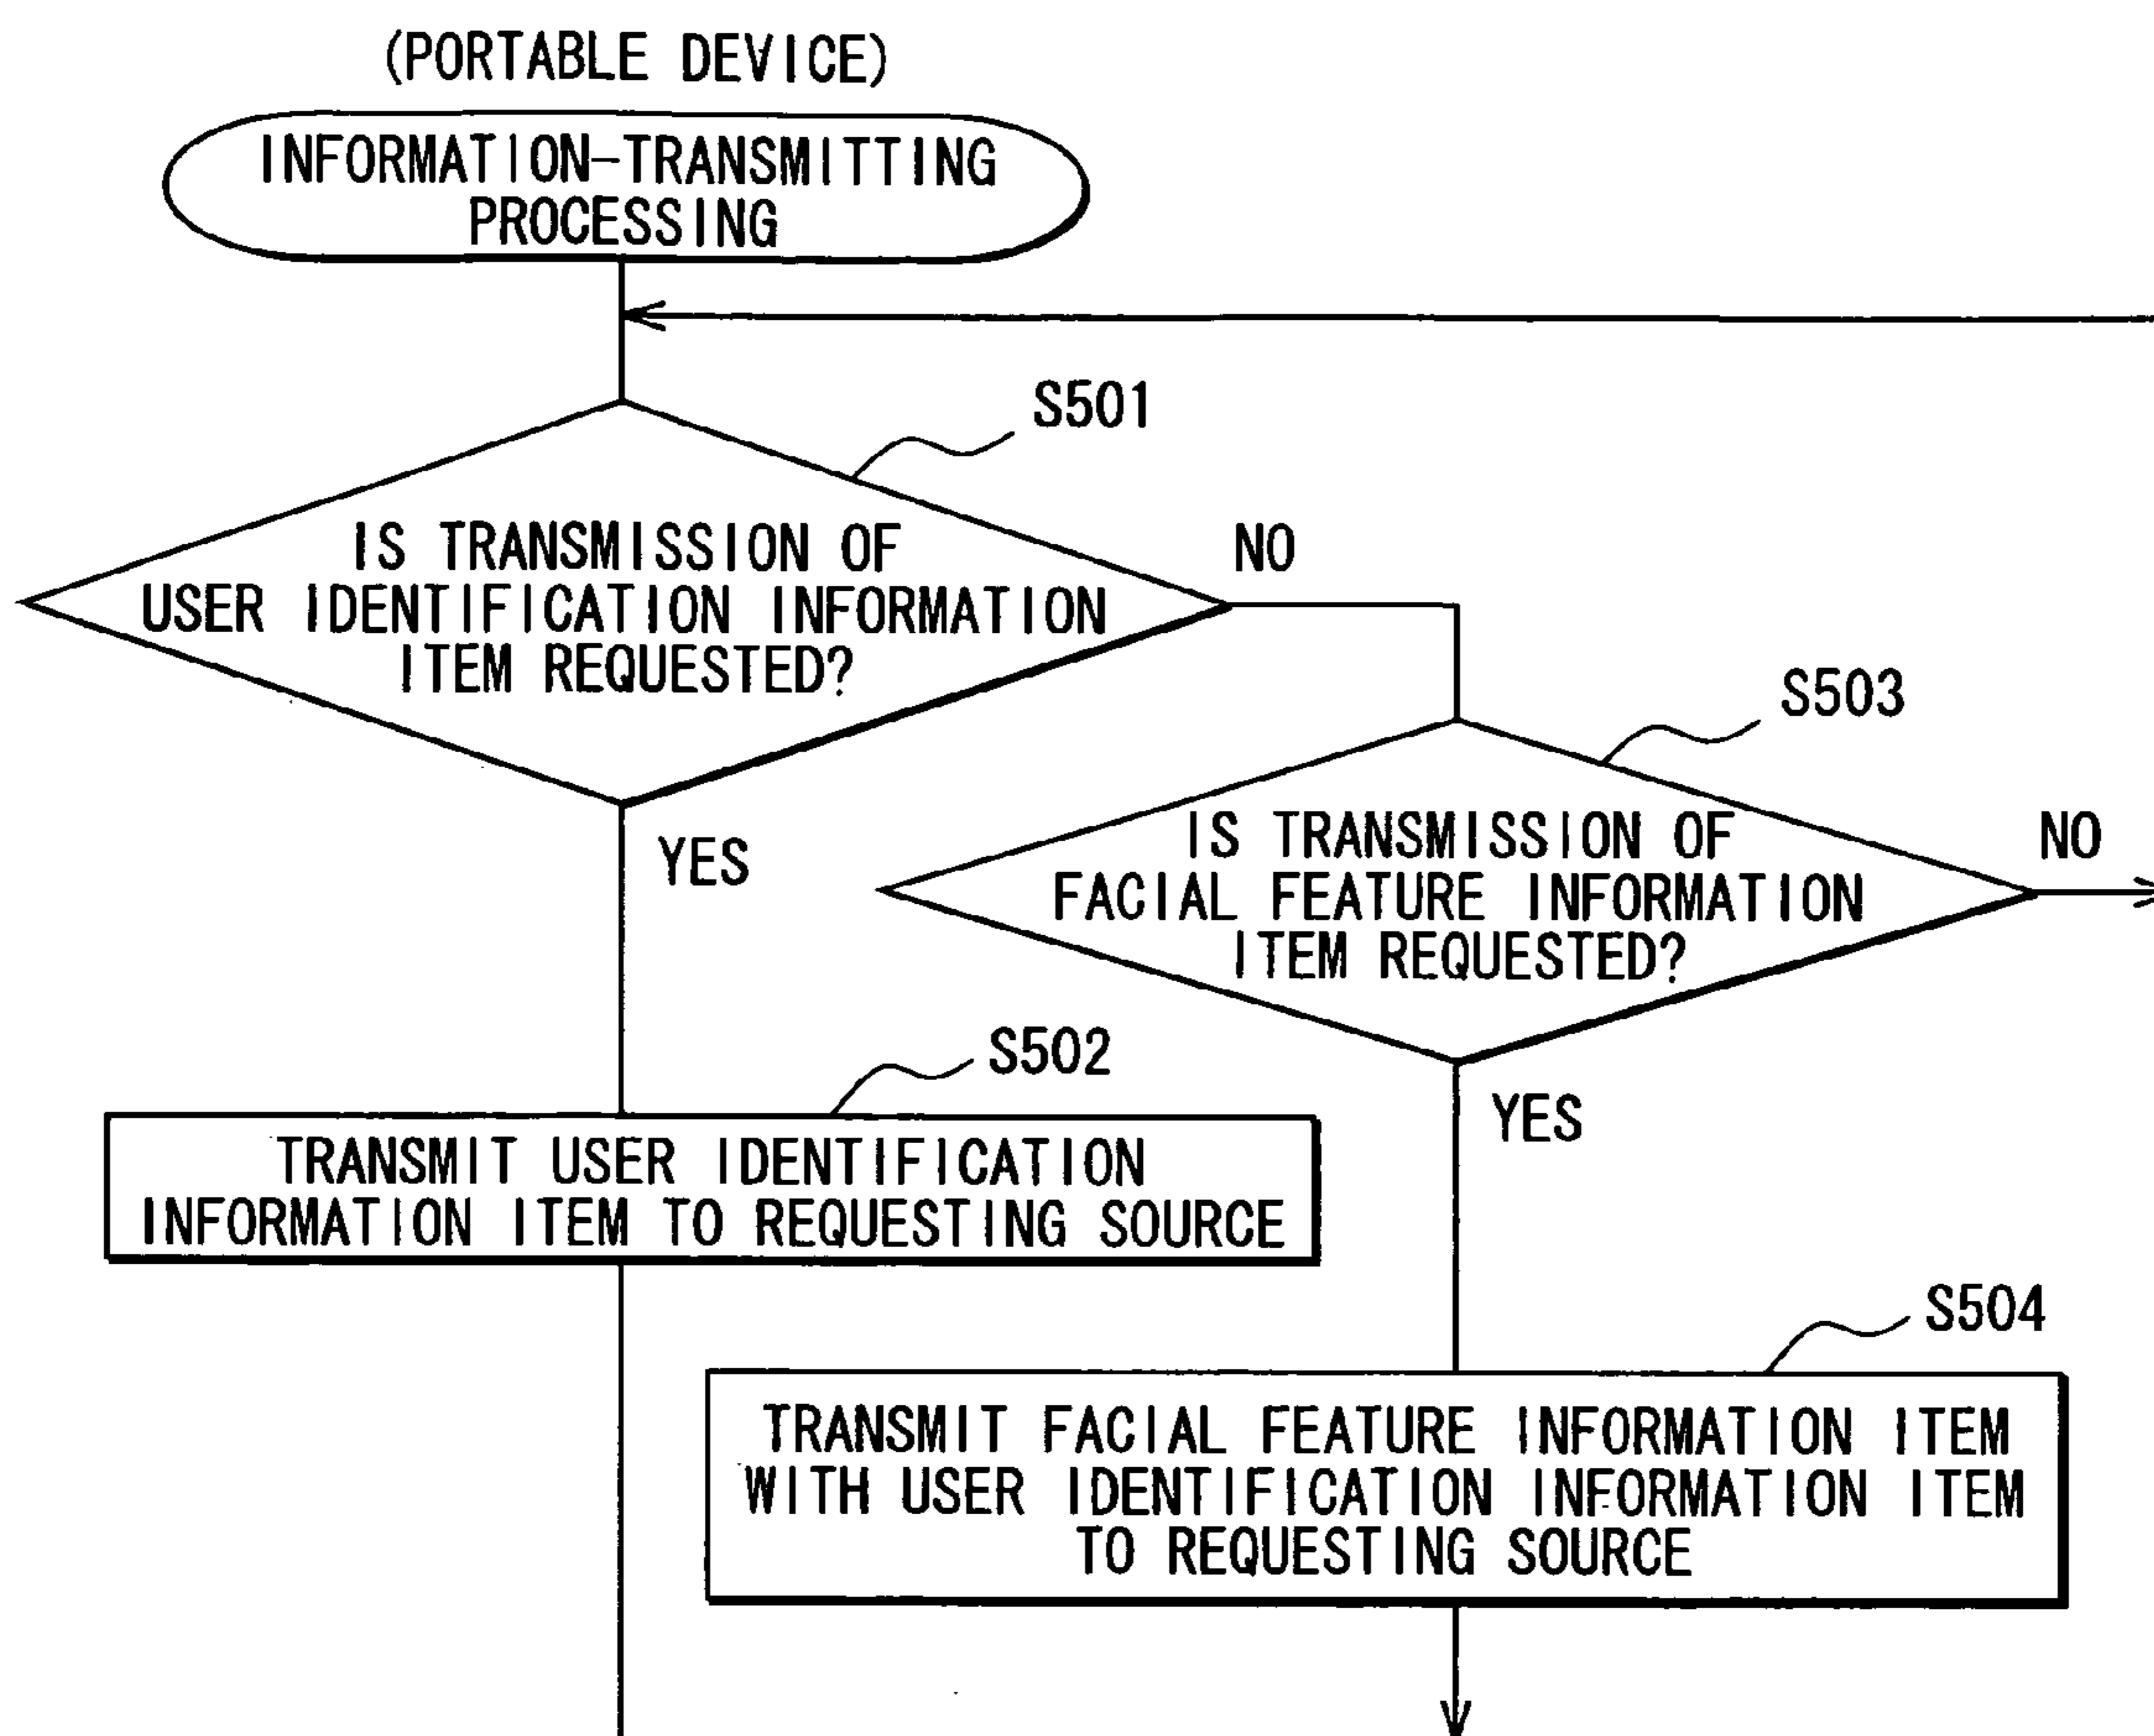 (PORTABLE DEVICE)
INFORMATION-TRANSMITTING
PROCESSING
S501
IS TRANSMISSION OF
USER IDENTIFICATION INFORMATION
ITEM REQUESTED?
NO
YES
S503
IS TRANSMISSION OF
FACIAL FEATURE INFORMATION
ITEM REQUESTED?
NO
YES
S502
TRANSMIT USER IDENTIFICATION
INFORMATION ITEM TO REQUESTING SOURCE
S504
TRANSMIT FACIAL FEATURE INFORMATION ITEM
WITH USER IDENTIFICATION INFORMATION ITEM
TO REQUESTING SOURCE